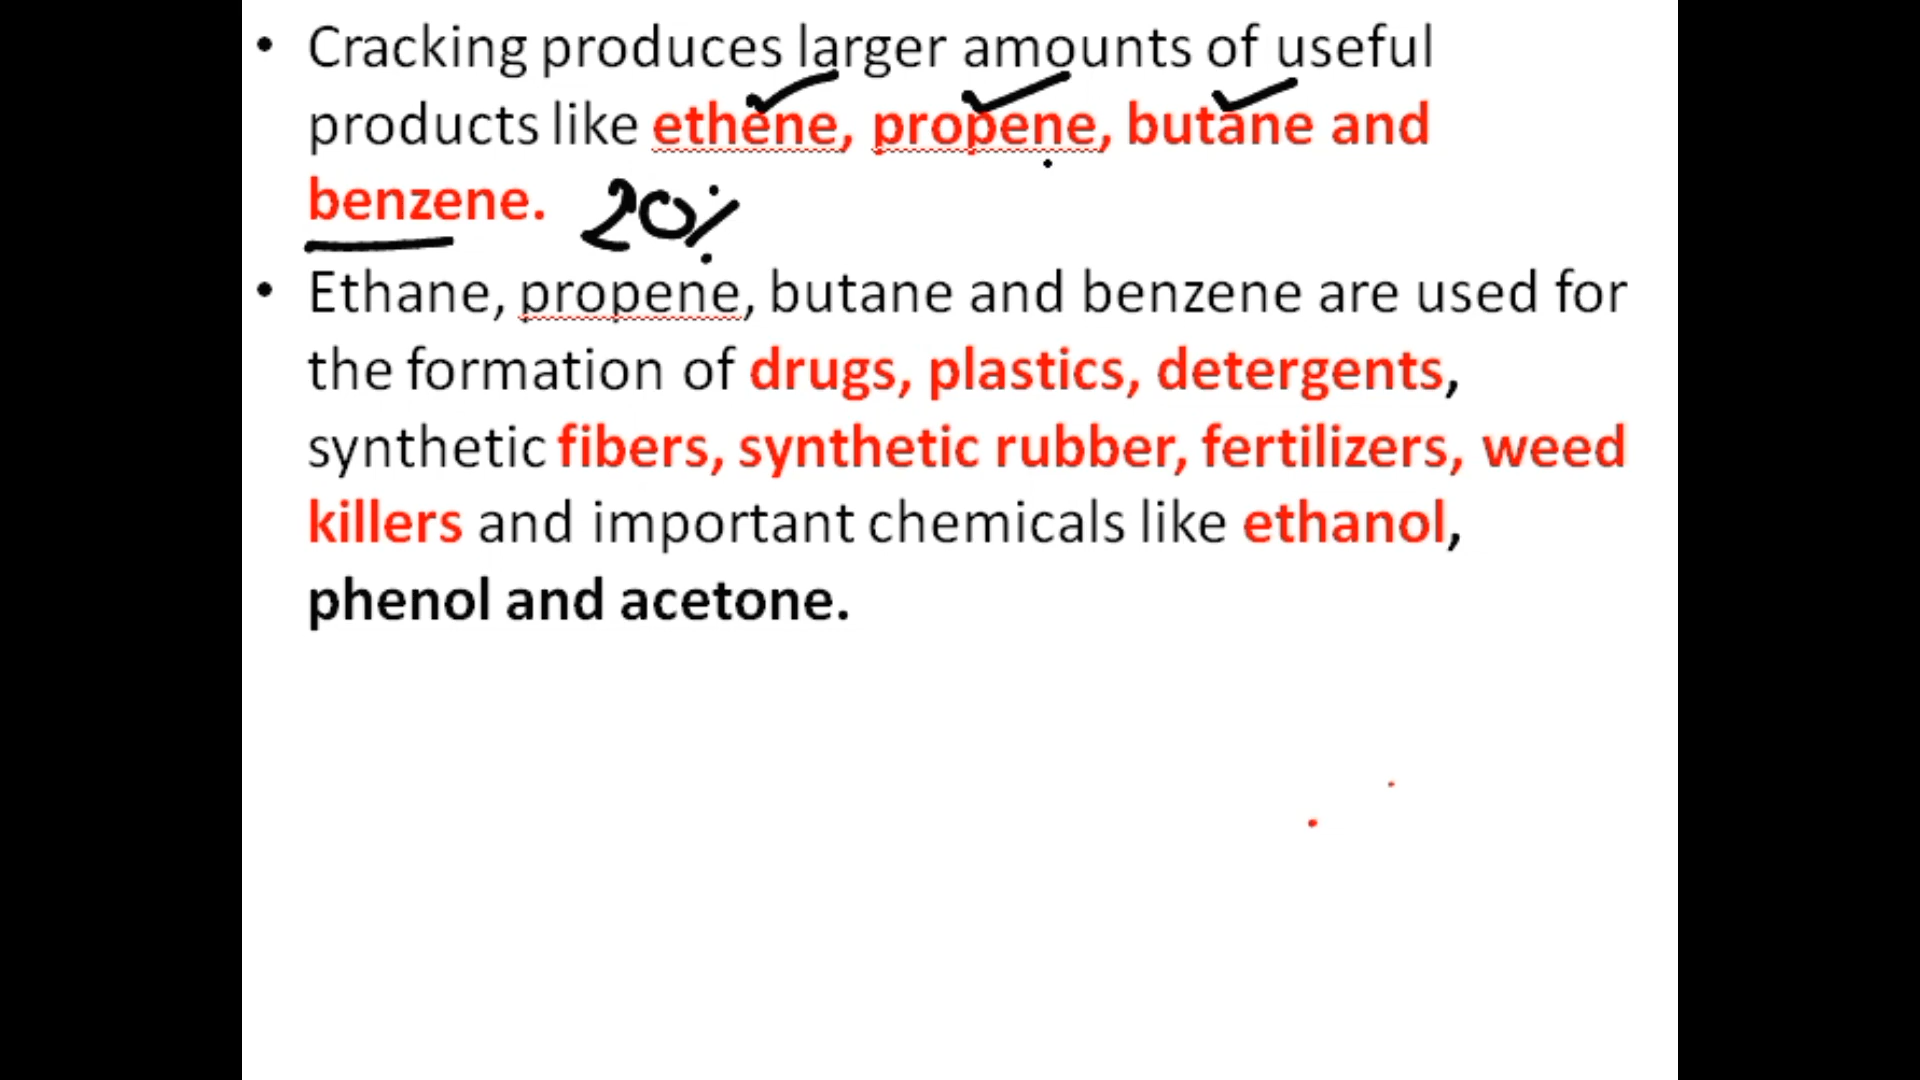 • Cracking produces larger amounts of useful
products like ethene, propene, butane and
benzene. 20%
• Ethane, propene, butane and benzene are used for
the formation of drugs, plastics, detergents,
synthetic fibers, synthetic rubber, fertilizers, weed
killers and important chemicals like ethanol,
phenol and acetone.